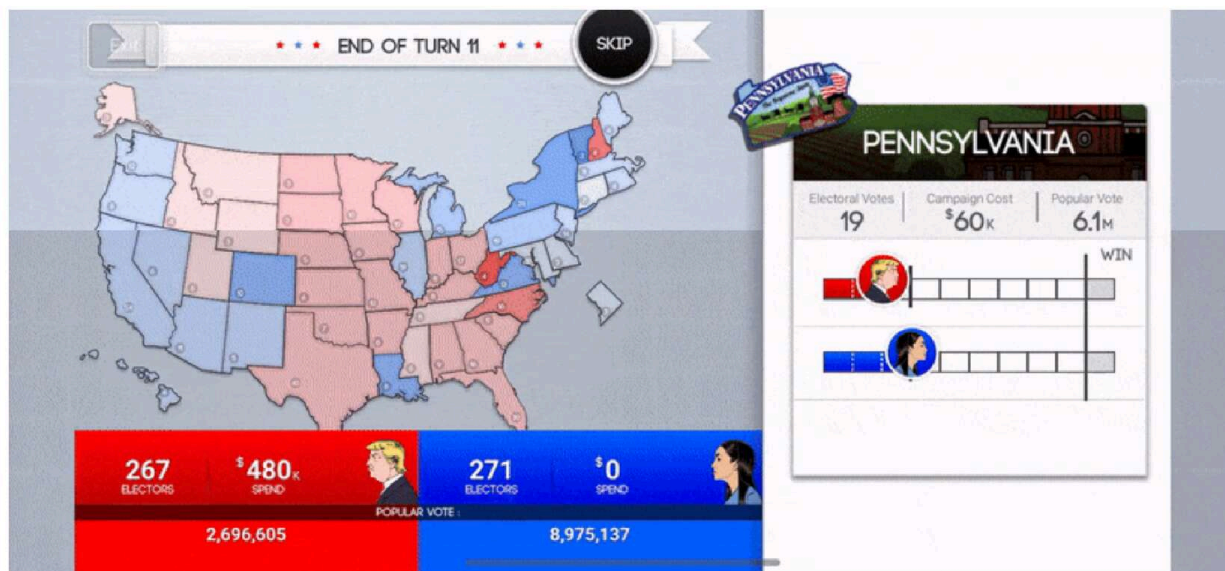 END OF TURN 11
SKIP
PENNSYLVANIA
PENNSYLVANIA
Electoral Votes
19
Campaign Cost
$60K
Popular Vote
6.1M
WIN
267
ELECTORS
$480K
SPEND
271
ELECTORS
$0
SPEND
POPULAR VOTE :
2,696,605
8,975,137